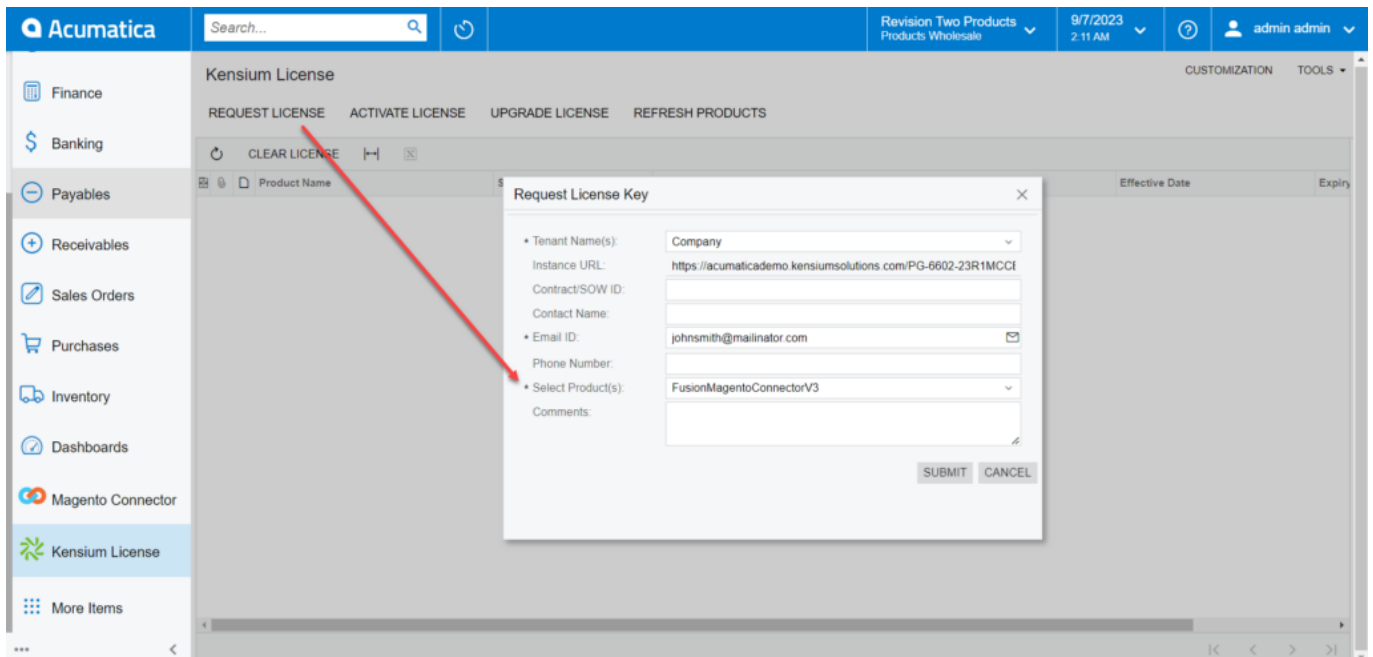 Acumatica
Search...
Revision Two Products
Products Wholesale
9/7/2023
2:11 AM
admin admin
Finance
Banking
Payables
Receivables
Sales Orders
Purchases
Inventory
Dashboards
Magento Connector
Kensium License
More Items
Kensium License
CUSTOMIZATION TOOLS
REQUEST LICENSE ACTIVATE LICENSE UPGRADE LICENSE REFRESH PRODUCTS
CLEAR LICENSE
Product Name Effective Date
Request License Key
* Tenant Name(s): Company
Instance URL: https://acumaticademo.kensiumsolutions.com/PG-6602-23R1MCCE
Contract/SOW ID:
Contact Name:
* Email ID: johnsmith@mailinator.com
Phone Number:
* Select Product(s): FusionMagentoConnectorV3
Comments:
SUBMIT CANCEL